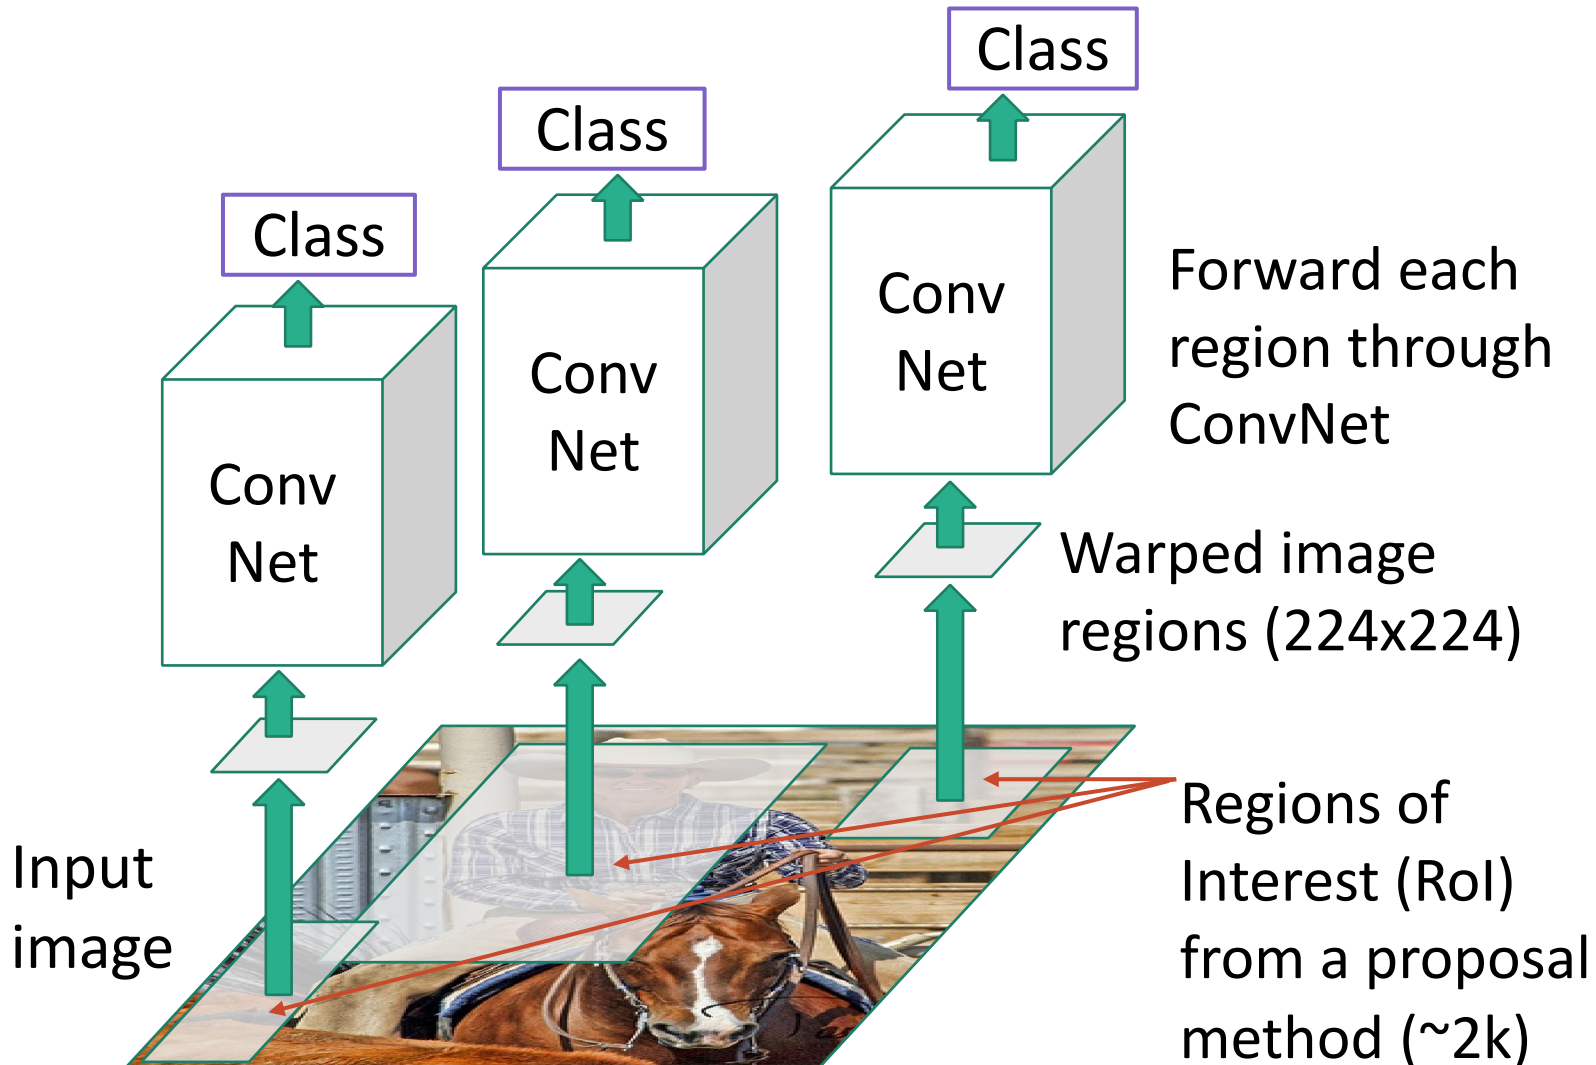 Class
Class
Class
Conv
Net
Conv
Net
Conv
Net
Forward each
region through
ConvNet
Warped image
regions (224x224)
Input
image
Regions of
Interest (RoI)
from a proposal
method (~2k)